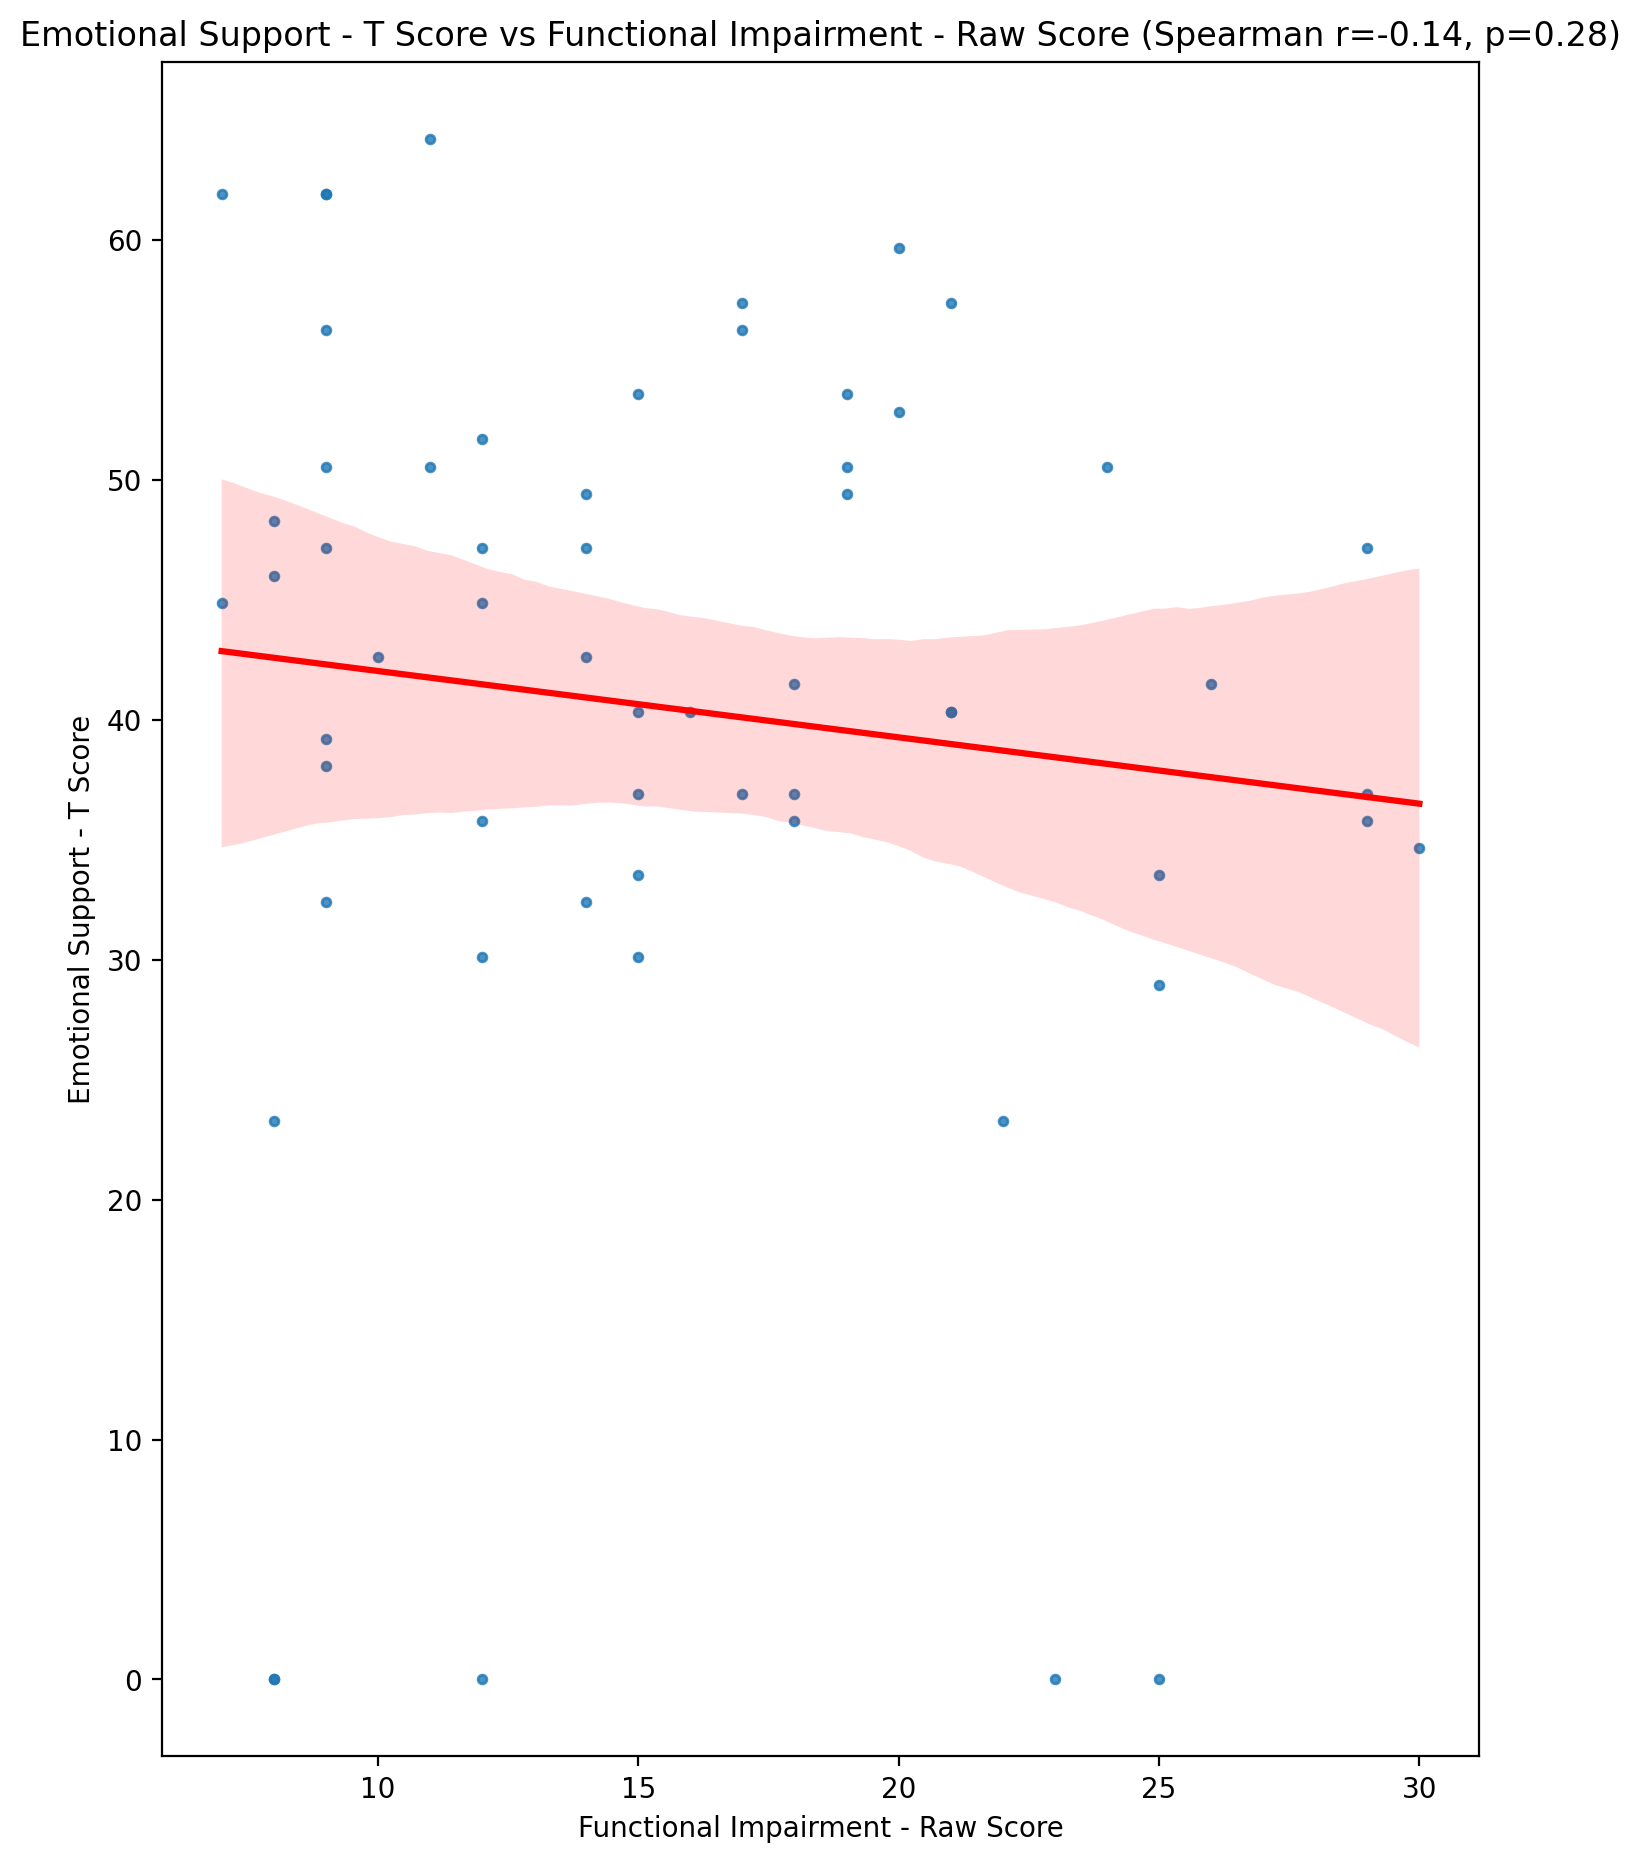 Emotional Support - T Score vs Functional Impairment - Raw Score (Spearman r=-0.14, p=0.28)
60
50
40
30
20
10
0
Emotional Support - T Score
10 15 20 25 30
Functional Impairment - Raw Score